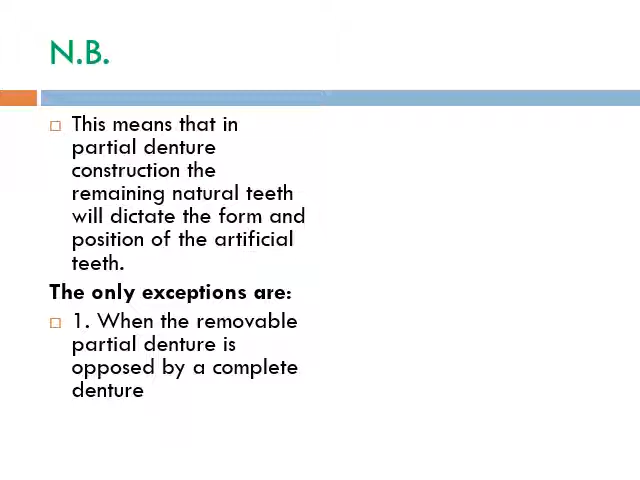 N.B.
This means that in
partial denture
construction the
remaining natural teeth
will dictate the form and
position of the artificial
teeth.
The only exceptions are:
1. When the removable
partial denture is
opposed by a complete
denture